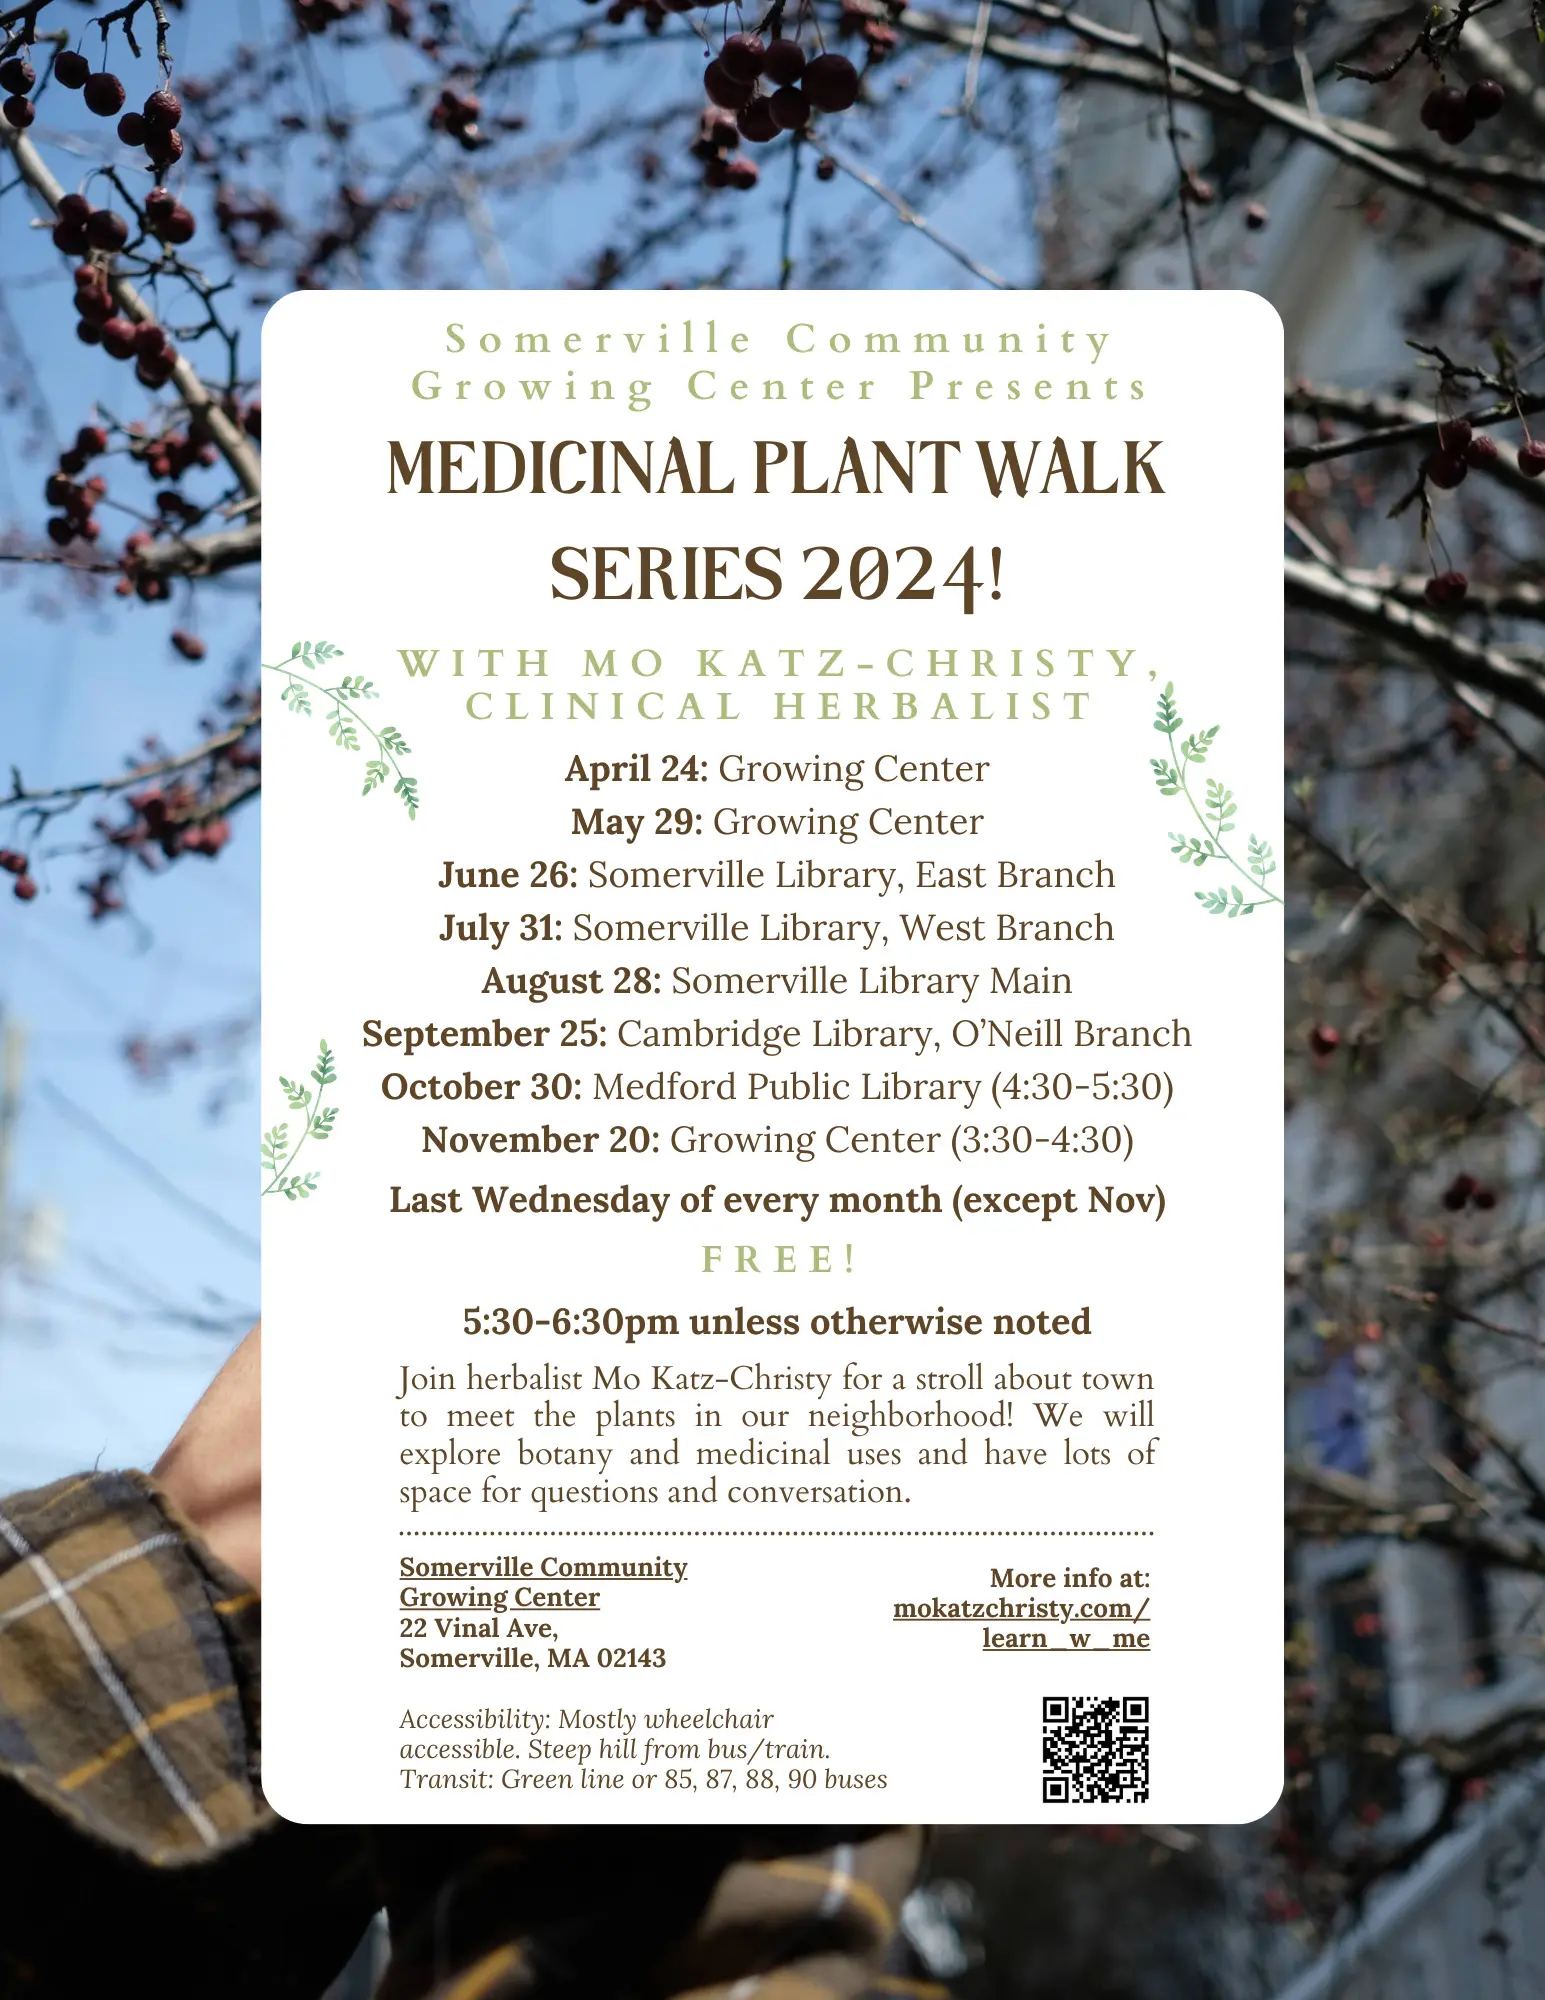 Somerville Community
Growing Center Presents
MEDICINAL PLANT WALK
SERIES 2024!
WITH MO KATZ-CHRISTY,
CLINICAL HERBALIST
April 24: Growing Center
May 29: Growing Center
June 26: Somerville Library, East Branch
July 31: Somerville Library, West Branch
August 28: Somerville Library Main
September 25: Cambridge Library, O’Neill Branch
October 30: Medford Public Library (4:30-5:30)
November 20: Growing Center (3:30-4:30)
Last Wednesday of every month (except Nov)
FREE!
5:30-6:30pm unless otherwise noted
Join herbalist Mo Katz-Christy for a stroll about town
to meet the plants in our neighborhood! We will
explore botany and medicinal uses and have lots of
space for questions and conversation.
Somerville Community
Growing Center
22 Vinal Ave,
Somerville, MA 02143
More info at:
mokatzchristy.com/
learn_w_me
Accessibility: Mostly wheelchair
accessible. Steep hill from bus/train.
Transit: Green line or 85, 87, 88, 90 buses